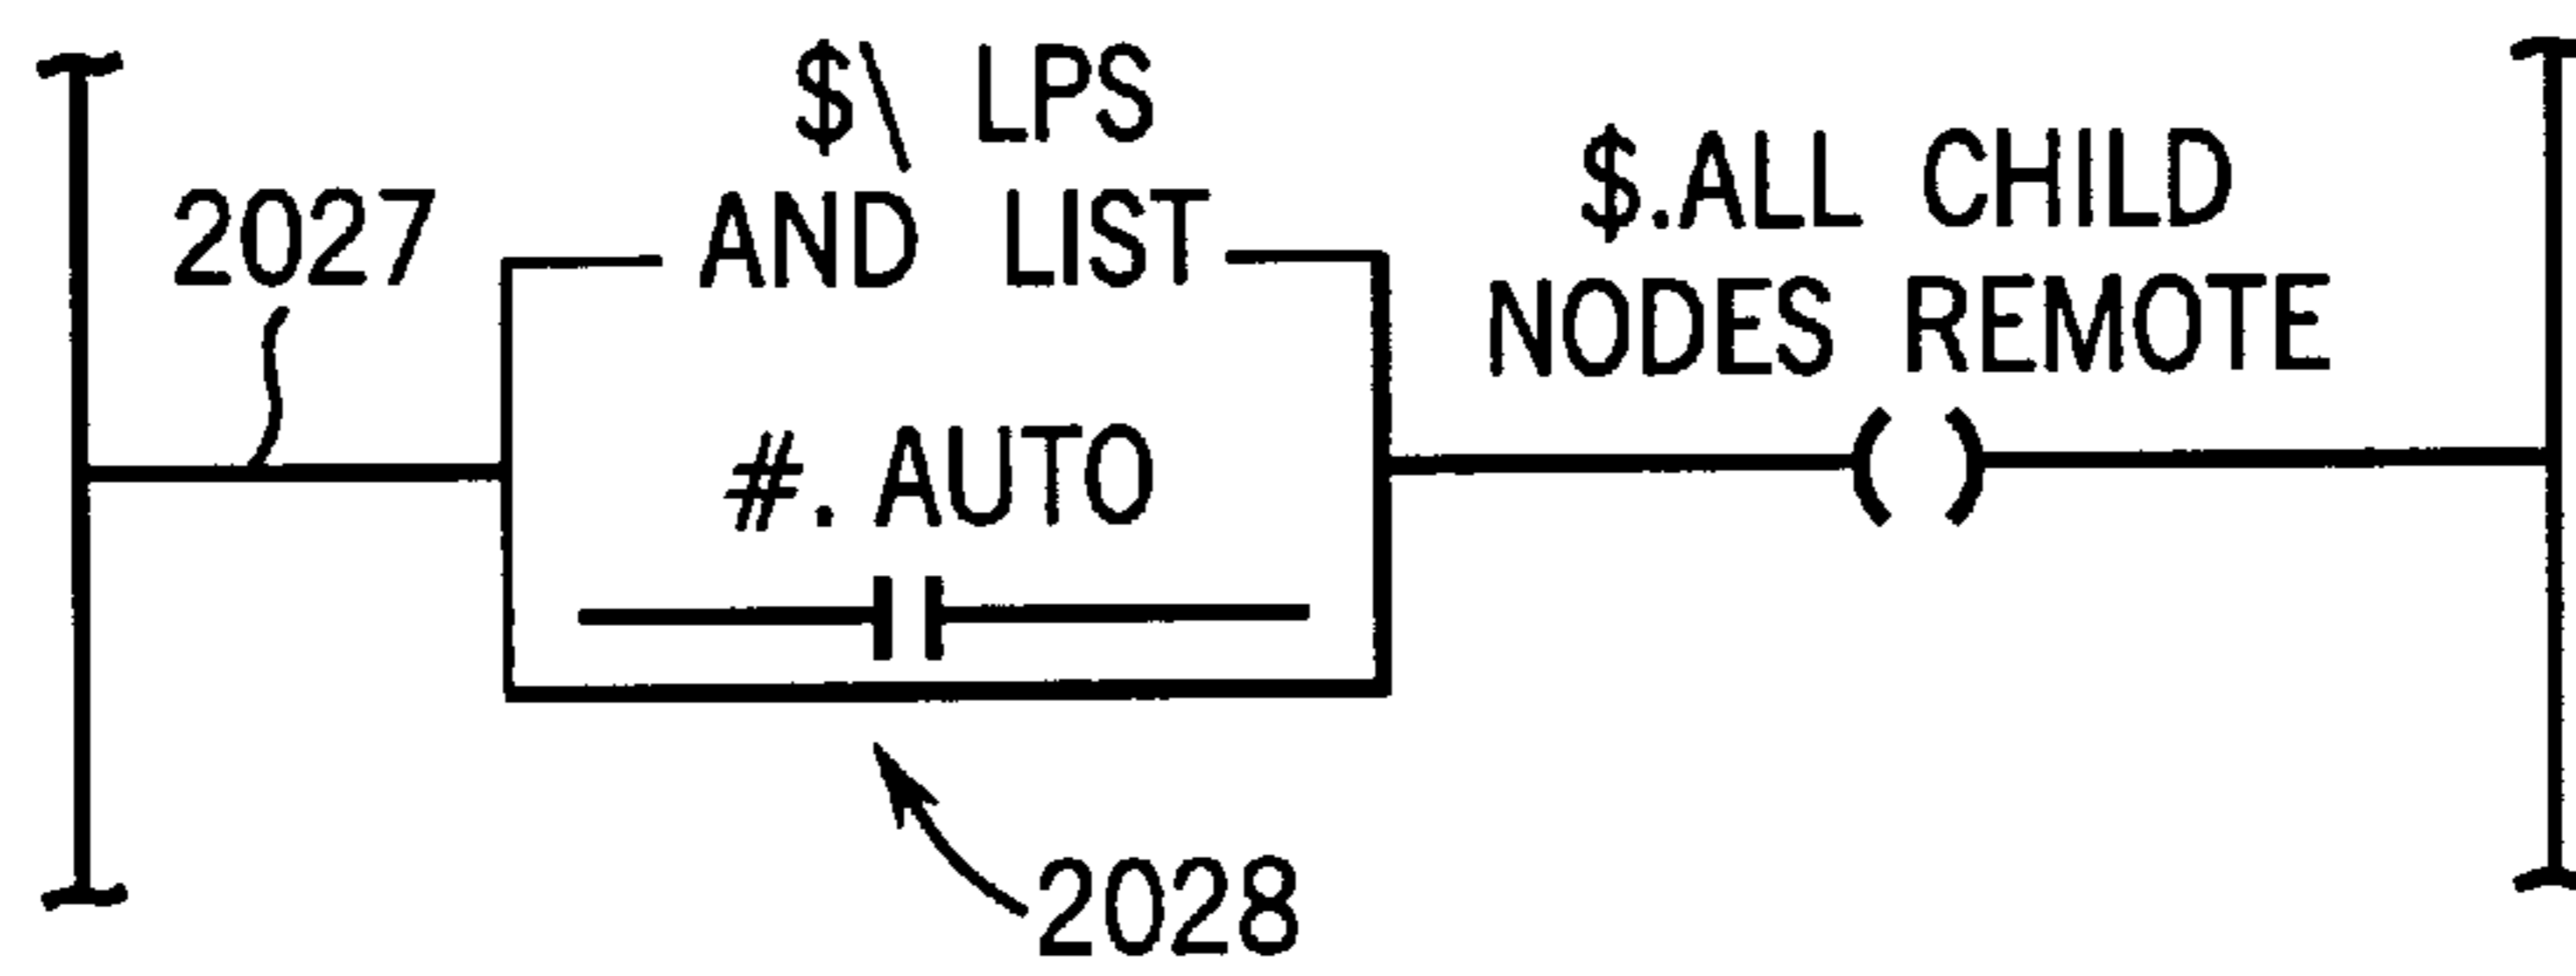 $\ LPS
AND LIST
2027
$.ALL CHILD
NODES REMOTE
#. AUTO
2028